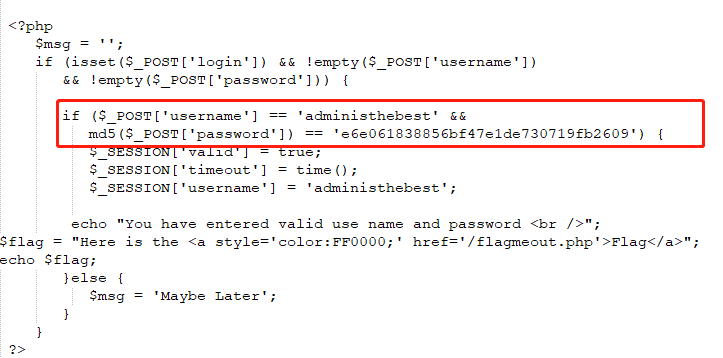 <?php
$msg = '';
if (isset($_POST['login']) && !empty($_POST['username'])
&& !empty($_POST['password'])) {
if ($_POST['username'] == 'administhebest' &&
md5($_POST['password']) == 'e6e061838856bf47e1de730719fb2609') {
$_SESSION['valid'] = true;
$_SESSION['timeout'] = time();
$_SESSION['username'] = 'administhebest';
echo "You have entered valid use name and password <br />";
$flag = "Here is the <a style='color:FF0000;' href='/flagmeout.php'>Flag</a>";
echo $flag;
}else {
$msg = 'Maybe Later';
}
}
?>